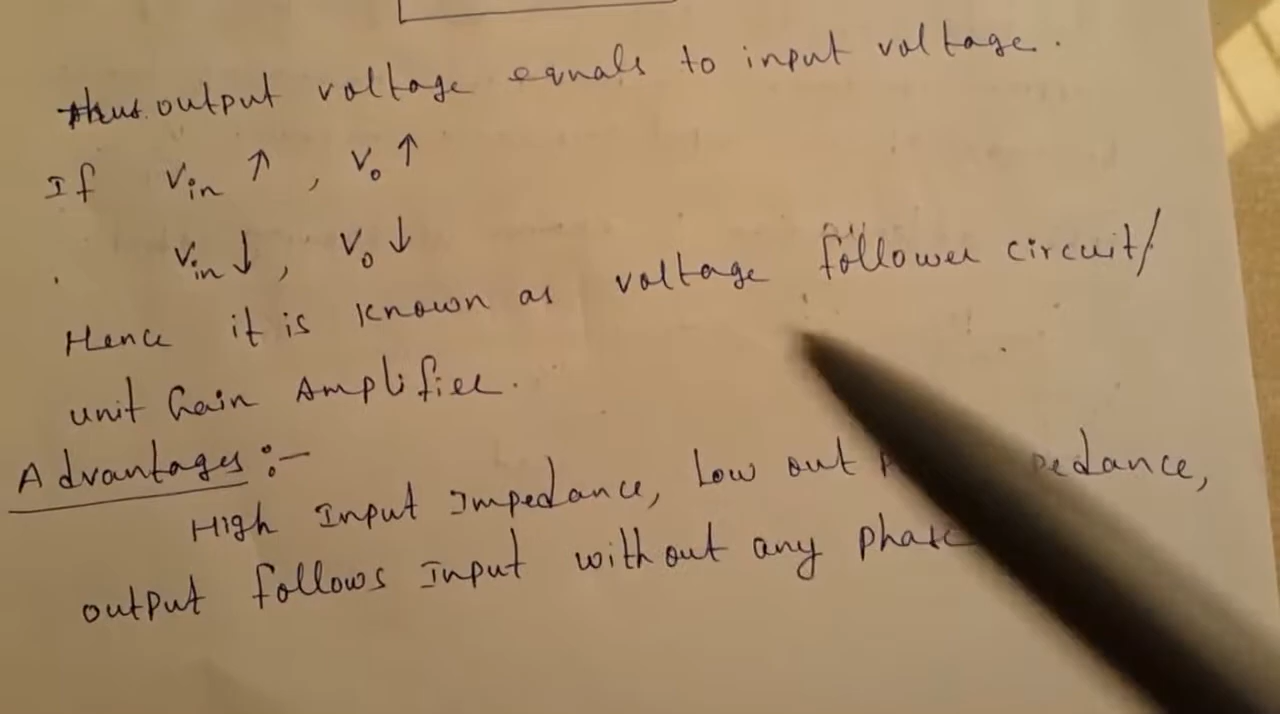 thus output voltage equals to input voltage.
If Vin ↑, Vo ↑
Vin ↓, Vo ↓
Hence it is known as voltage follower circuit/
unit Gain Amplifier.
Advantages :-
High Input Impedance, Low out
output follows Input without any phase